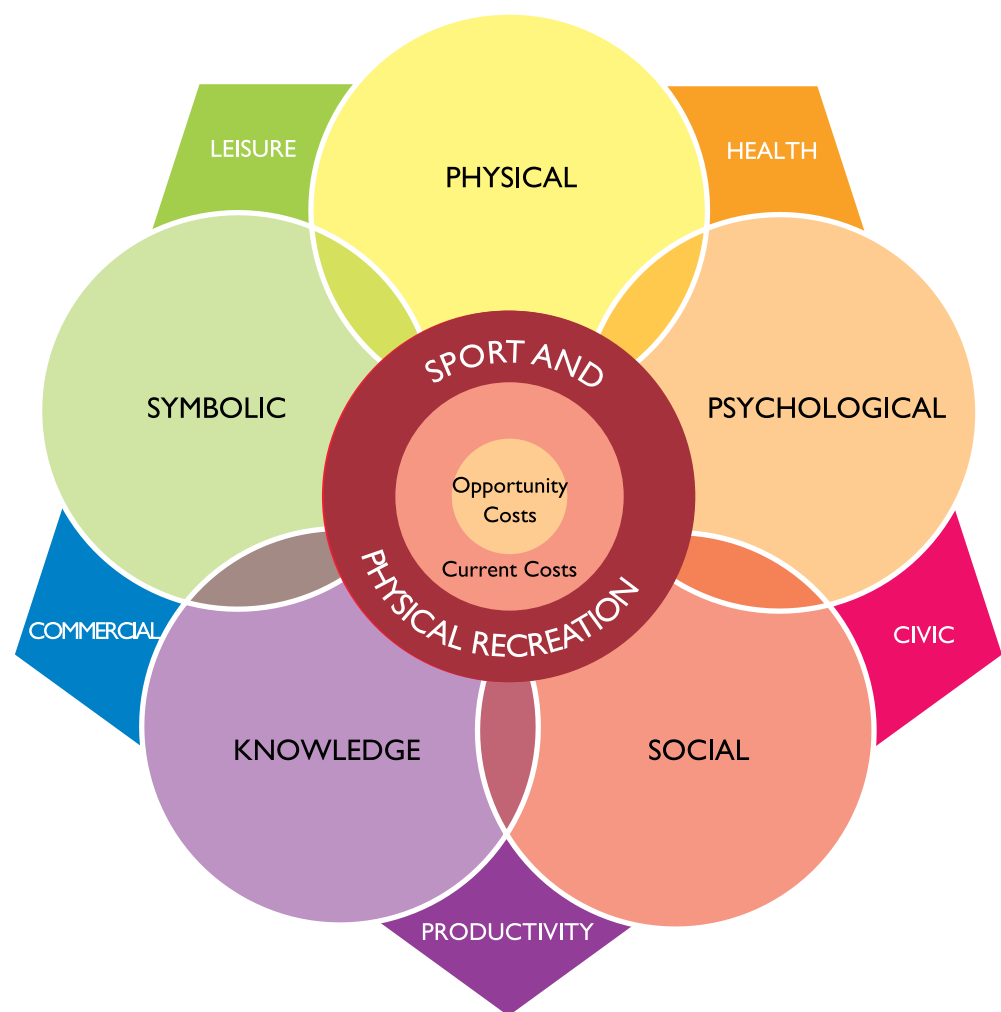 PHYSICAL
LEISURE
HEALTH
SYMBOLIC
PSYCHOLOGICAL
SPORT AND
PHYSICAL RECREATION
Opportunity
Costs
Current Costs
COMMERCIAL
CIVIC
KNOWLEDGE
SOCIAL
PRODUCTIVITY